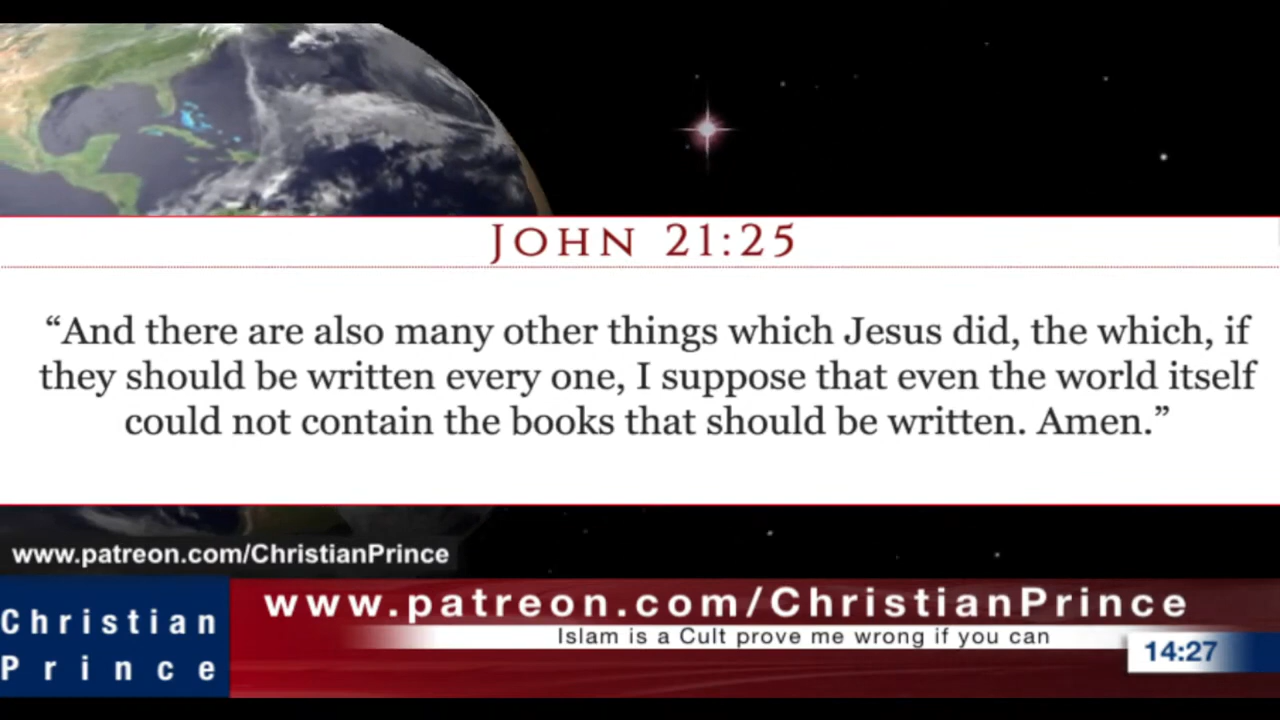 JOHN 21:25
“And there are also many other things which Jesus did, the which, if
they should be written every one, I suppose that even the world itself
could not contain the books that should be written. Amen.”
www.patreon.com/ChristianPrince
Christian
Prince
www.patreon.com/ChristianPrince
Islam is a Cult prove me wrong if you can
14:27